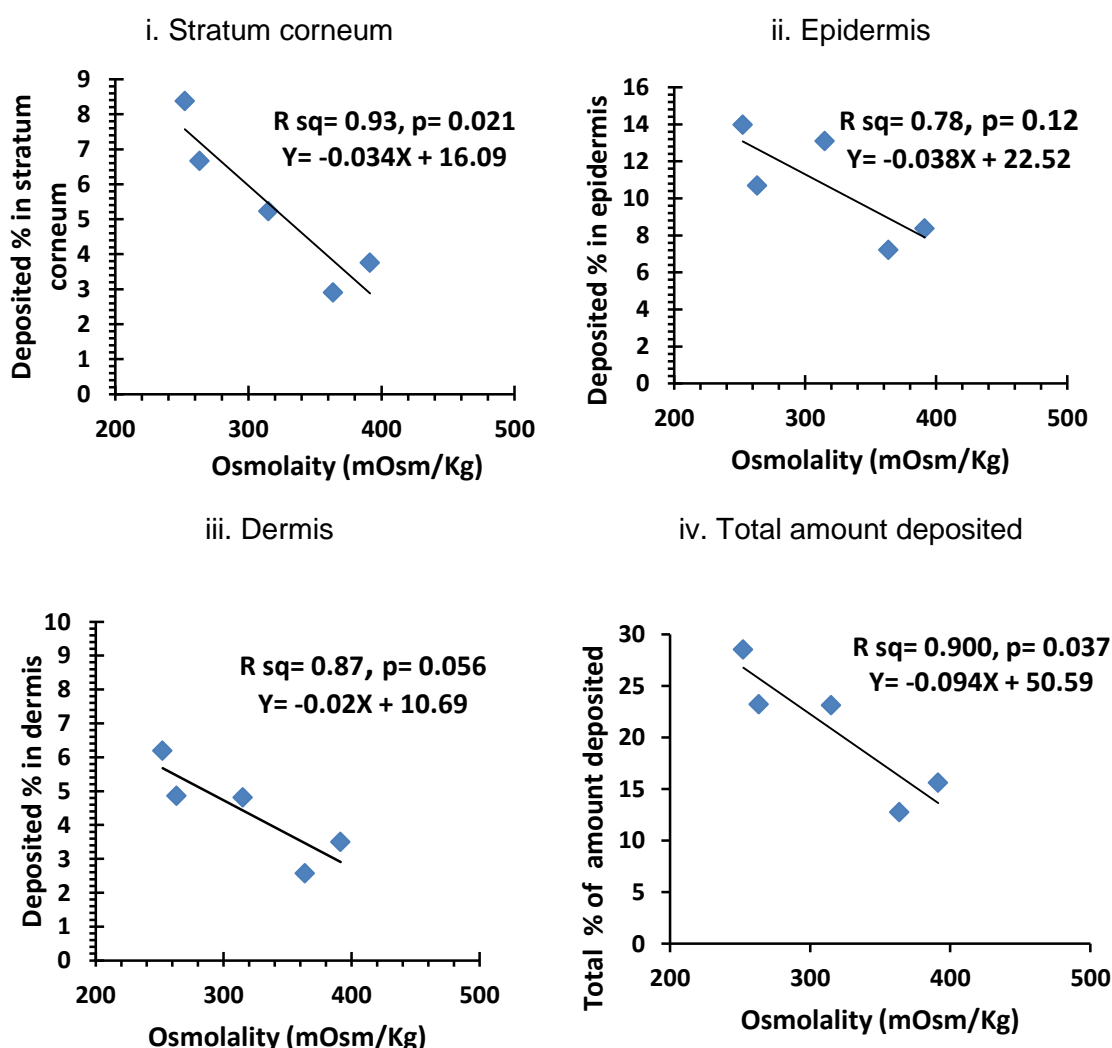 i. Stratum corneum
Deposited % in stratum
corneum
9
8
7
6
5
4
3
2
1
0
R sq= 0.93, p= 0.021
Y= -0.034X + 16.09
200 300 400 500
Osmolaity (mOsm/Kg)
ii. Epidermis
Deposited % in epidermis
16
14
12
10
8
6
4
2
0
R sq= 0.78, p= 0.12
Y= -0.038X + 22.52
200 300 400 500
Osmolality (mOsm/Kg)
iii. Dermis
Deposited % in dermis
10
9
8
7
6
5
4
3
2
1
0
R sq= 0.87, p= 0.056
Y= -0.02X + 10.69
200 300 400 500
Osmolality (mOsm/Kg)
iv. Total amount deposited
Total % of amount deposited
30
25
20
15
10
5
0
R sq= 0.900, p= 0.037
Y= -0.094X + 50.59
200 300 400 500
Osmolality (mOsm/Kg)